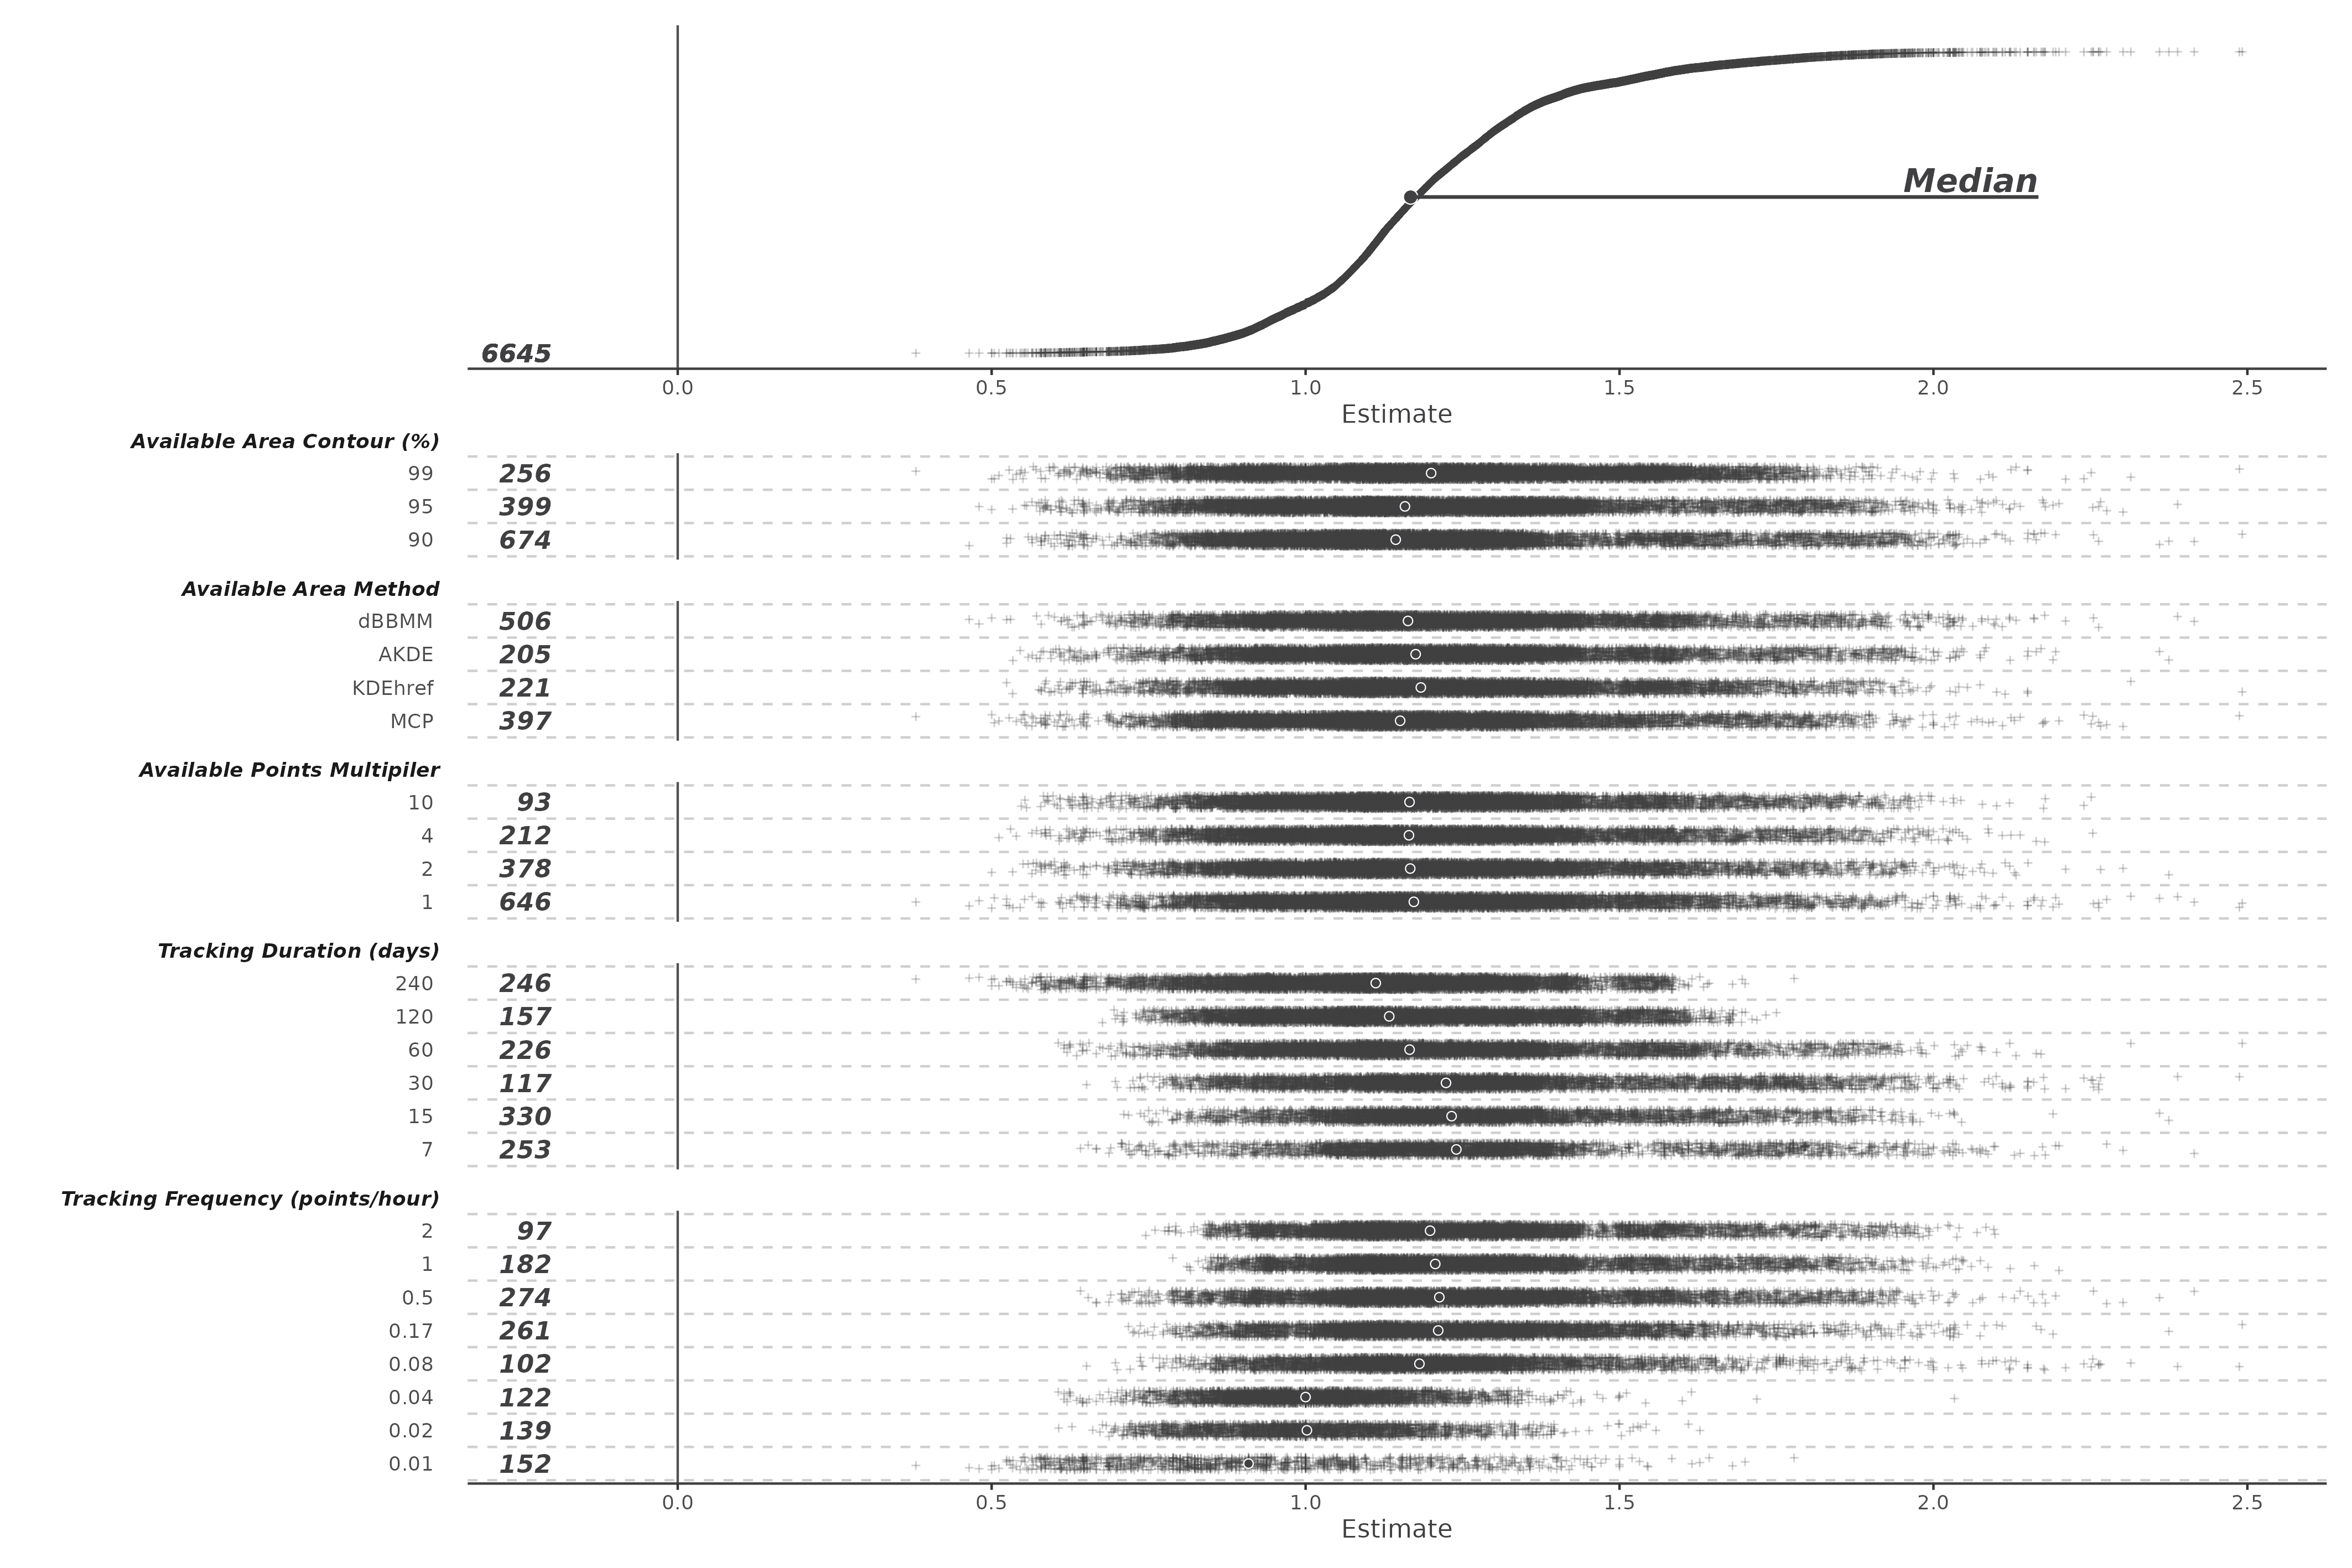 Median
6645
0.0 0.5 1.0 1.5 2.0 2.5
Estimate
Available Area Contour (%)
99 256
95 399
90 674
Available Area Method
dBBMM 506
AKDE 205
KDEhref 221
MCP 397
Available Points Multipiler
10 93
4 212
2 378
1 646
Tracking Duration (days)
240 246
120 157
60 226
30 117
15 330
7 253
Tracking Frequency (points/hour)
2 97
1 182
0.5 274
0.17 261
0.08 102
0.04 122
0.02 139
0.01 152
0.0 0.5 1.0 1.5 2.0 2.5
Estimate